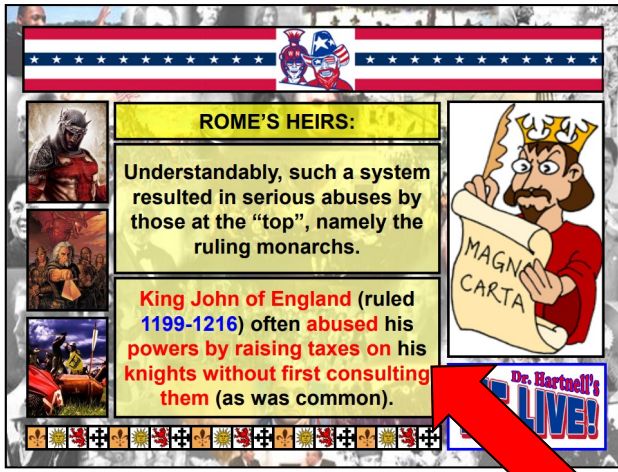 W N
ROME'S HEIRS:
Understandably, such a system
resulted in serious abuses by
those at the “top”, namely the
ruling monarchs.
King John of England (ruled
1199-1216) often abused his
powers by raising taxes on his
knights without first consulting
them (as was common).
MAGNA
CARTA
Dr. Hartnell's
LIVE!